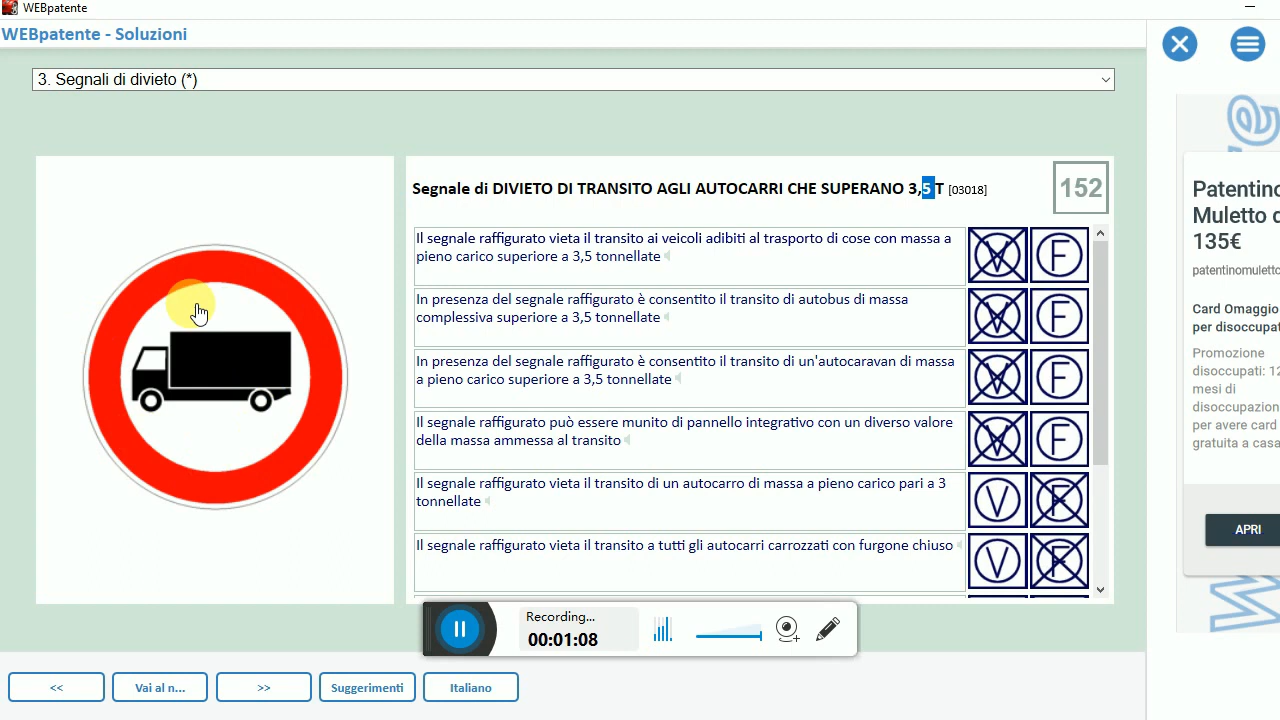 WEBpatente
WEBpatente - Soluzioni
3. Segnali di divieto (*)
Segnale di DIVIETO DI TRANSITO AGLI AUTOCARRI CHE SUPERANO 3,5 T [03018]
152
Il segnale raffigurato vieta il transito ai veicoli adibiti al trasporto di cose con massa a
pieno carico superiore a 3,5 tonnellate
V F
In presenza del segnale raffigurato è consentito il transito di autobus di massa
complessiva superiore a 3,5 tonnellate
V F
In presenza del segnale raffigurato è consentito il transito di un'autocaravan di massa
a pieno carico superiore a 3,5 tonnellate
V F
Il segnale raffigurato può essere munito di pannello integrativo con un diverso valore
della massa ammessa al transito
V F
Il segnale raffigurato vieta il transito di un autocarro di massa a pieno carico pari a 3
tonnellate
V F
Il segnale raffigurato vieta il transito a tutti gli autocarri carrozzati con furgone chiuso
V F
Recording...
00:01:08
<<
Vai al n...
>>
Suggerimenti
Italiano
Patentino
Muletto
135€
patentinomuletto
Card Omaggio
per disoccupat
Promozione
disoccupati: 12
mesi di
disoccupazion
per avere card
gratuita a casa
APRI